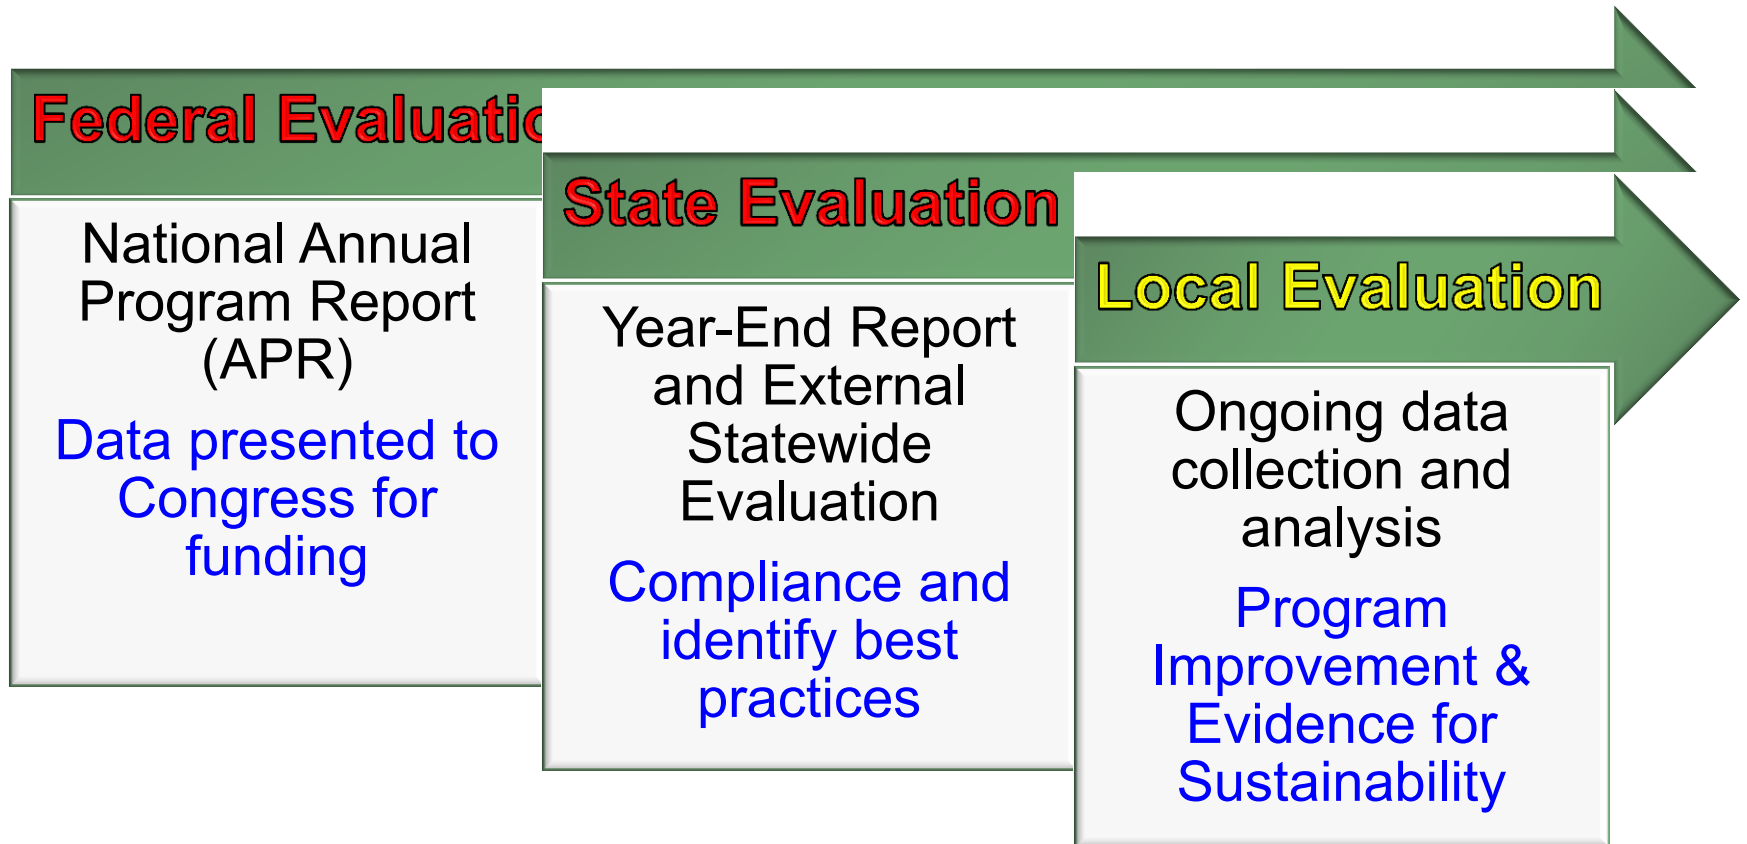 Federal Evaluatio
National Annual
Program Report
(APR)
Data presented to
Congress for
funding
State Evaluation
Year-End Report
and External
Statewide
Evaluation
Compliance and
identify best
practices
Local Evaluation
Ongoing data
collection and
analysis
Program
Improvement &
Evidence for
Sustainability